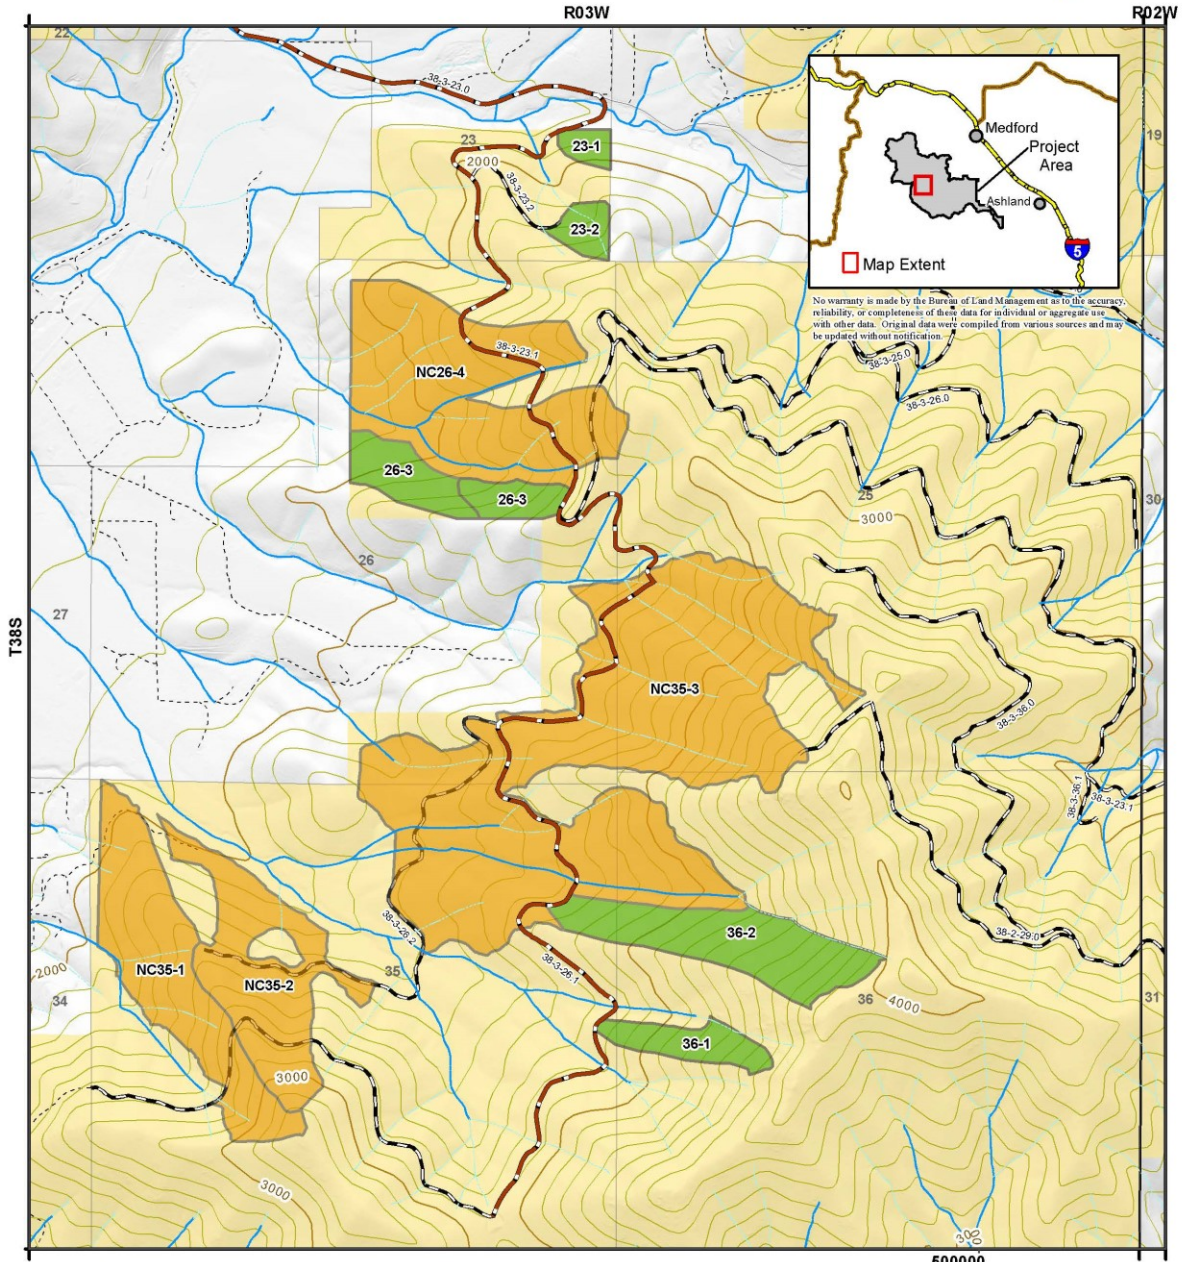 R03W
R02W
22
38-3-23.0
19
23
23-1
2000
38-3-23.2
23-2
Medford
Project
Area
Ashland
5
Map Extent
No warranty is made by the Bureau of Land Management as to the accuracy,
reliability, or completeness of these data for individual or aggregate use
with other data. Original data were compiled from various sources and may
be updated without notification.
38-3-23.1
38-3-25.0
NC26-4
38-3-26.0
26-3
26-3
25
30
3000
26
27
T38S
NC35-3
38-3-36.0
38-3-36.1
38-3-23.1
38-3-26.2
36-2
38-2-29.0
2000
NC35-1
NC35-2
35
38-3-26.1
34
36
4000
31
36-1
3000
3000
3000
500000